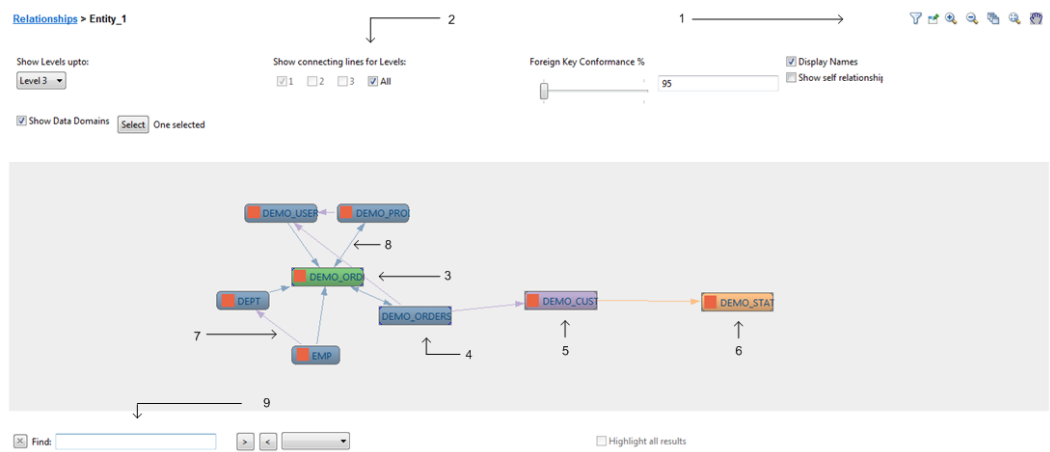 Relationships > Entity_1
2
1
Show Levels upto:
Show connecting lines for Levels:
Foreign Key Conformance %
Display Names
Level 3
1 2 3 All
95
Show self relationship
Show Data Domains Select One selected
DEMO_USER
DEMO_PRO
8
DEMO_ORD
3
DEPT
DEMO_ORDERS
DEMO_CUST
DEMO_STAT
7
EMP
4
5
6
9
Find:
> <
Highlight all results